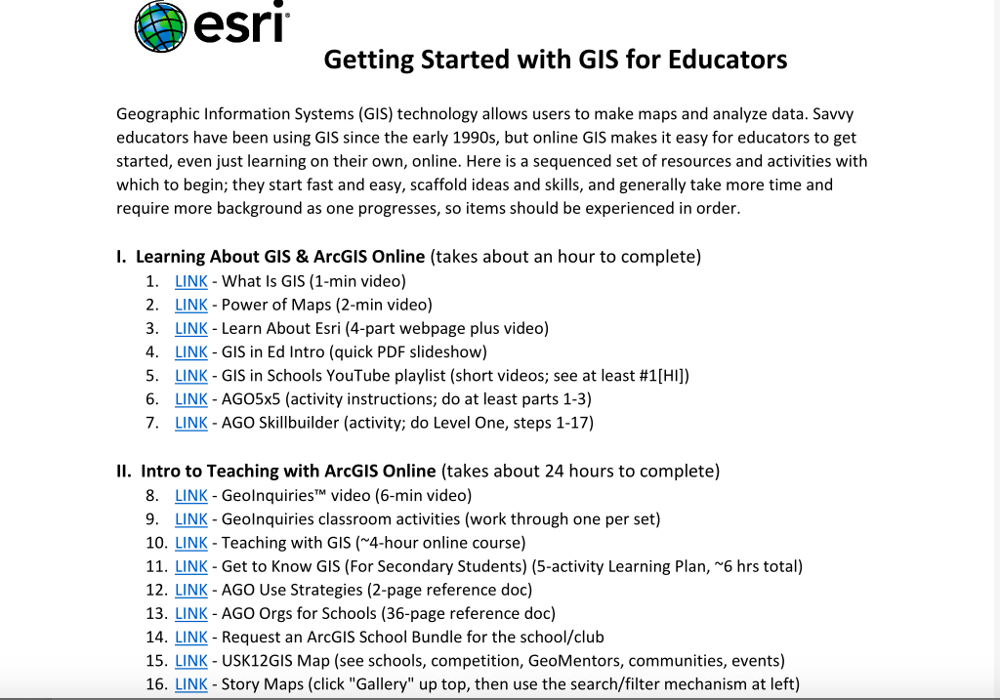 esri
Getting Started with GIS for Educators
Geographic Information Systems (GIS) technology allows users to make maps and analyze data. Savvy
educators have been using GIS since the early 1990s, but online GIS makes it easy for educators to get
started, even just learning on their own, online. Here is a sequenced set of resources and activities with
which to begin; they start fast and easy, scaffold ideas and skills, and generally take more time and
require more background as one progresses, so items should be experienced in order.
I. Learning About GIS & ArcGIS Online (takes about an hour to complete)
1. LINK - What Is GIS (1-min video)
2. LINK - Power of Maps (2-min video)
3. LINK - Learn About Esri (4-part webpage plus video)
4. LINK - GIS in Ed Intro (quick PDF slideshow)
5. LINK - GIS in Schools YouTube playlist (short videos; see at least #1[HI])
6. LINK - AGO5x5 (activity instructions; do at least parts 1-3)
7. LINK - AGO Skillbuilder (activity; do Level One, steps 1-17)
II. Intro to Teaching with ArcGIS Online (takes about 24 hours to complete)
8. LINK - GeoInquiries™ video (6-min video)
9. LINK - GeoInquiries classroom activities (work through one per set)
10. LINK - Teaching with GIS (~4-hour online course)
11. LINK - Get to Know GIS (For Secondary Students) (5-activity Learning Plan, ~6 hrs total)
12. LINK - AGO Use Strategies (2-page reference doc)
13. LINK - AGO Orgs for Schools (36-page reference doc)
14. LINK - Request an ArcGIS School Bundle for the school/club
15. LINK - USK12GIS Map (see schools, competition, GeoMentors, communities, events)
16. LINK - Story Maps (click "Gallery" up top, then use the search/filter mechanism at left)